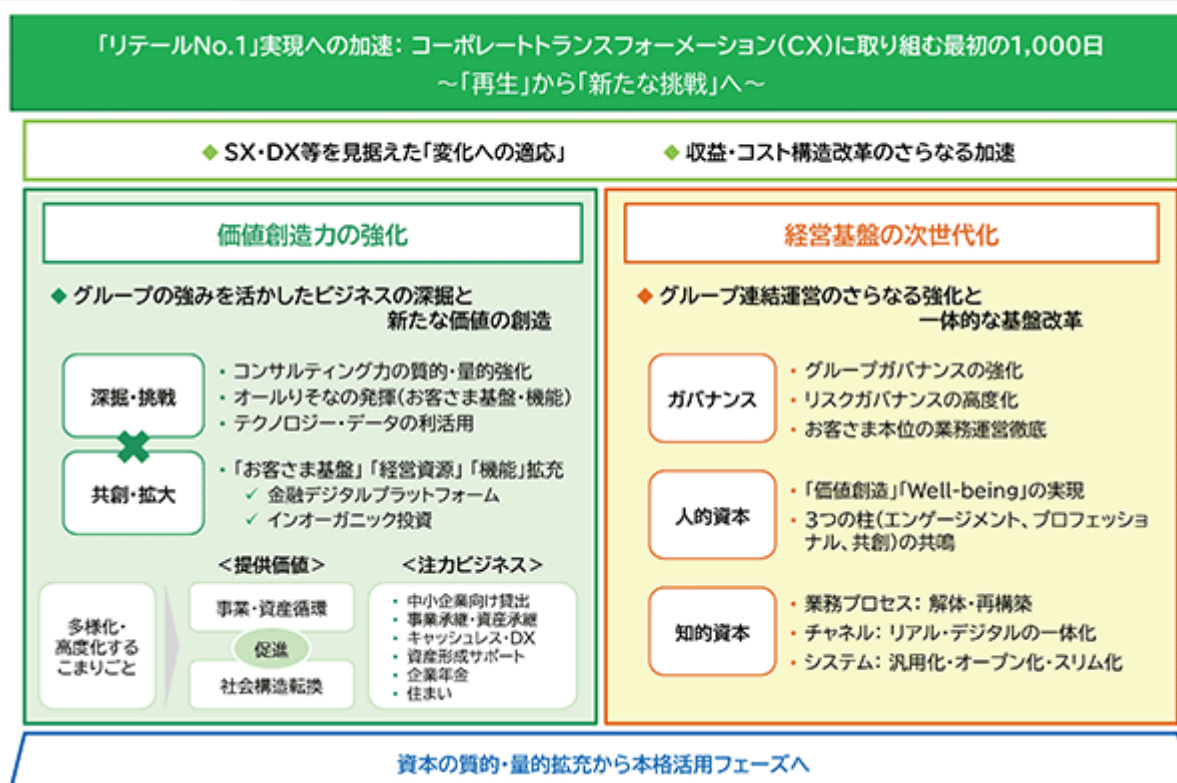 「リテールNo.1」実現への加速: コーポレートトランスフォーメーション(CX)に取り組む最初の1,000日
～「再生」から「新たな挑戦」へ～
◆ SX・DX等を見据えた「変化への適応」
◆ 収益・コスト構造改革のさらなる加速
価値創造力の強化
◆ グループの強みを活かしたビジネスの深掘と
新たな価値の創造
深掘・挑戦
・コンサルティング力の質的・量的強化
・オールりそなの発揮(お客さま基盤・機能)
・テクノロジー・データの利活用
共創・拡大
・「お客さま基盤」「経営資源」「機能」拡充
✓ 金融デジタルプラットフォーム
✓ インオーガニック投資
多様化・
高度化する
こまりごと
<提供価値>
事業・資産循環
促進
社会構造転換
<注力ビジネス>
・中小企業向け貸出
・事業承継・資産承継
・キャッシュレス・DX
・資産形成サポート
・企業年金
・住まい
経営基盤の次世代化
◆ グループ連結運営のさらなる強化と
一体的な基盤改革
ガバナンス
・グループガバナンスの強化
・リスクガバナンスの高度化
・お客さま本位の業務運営徹底
人的資本
・「価値創造」「Well-being」の実現
・3つの柱(エンゲージメント、プロフェッショ
ナル、共創)の共鳴
知的資本
・業務プロセス: 解体・再構築
・チャネル: リアル・デジタルの一体化
・システム: 汎用化・オープン化・スリム化
資本の質的・量的拡充から本格活用フェーズへ